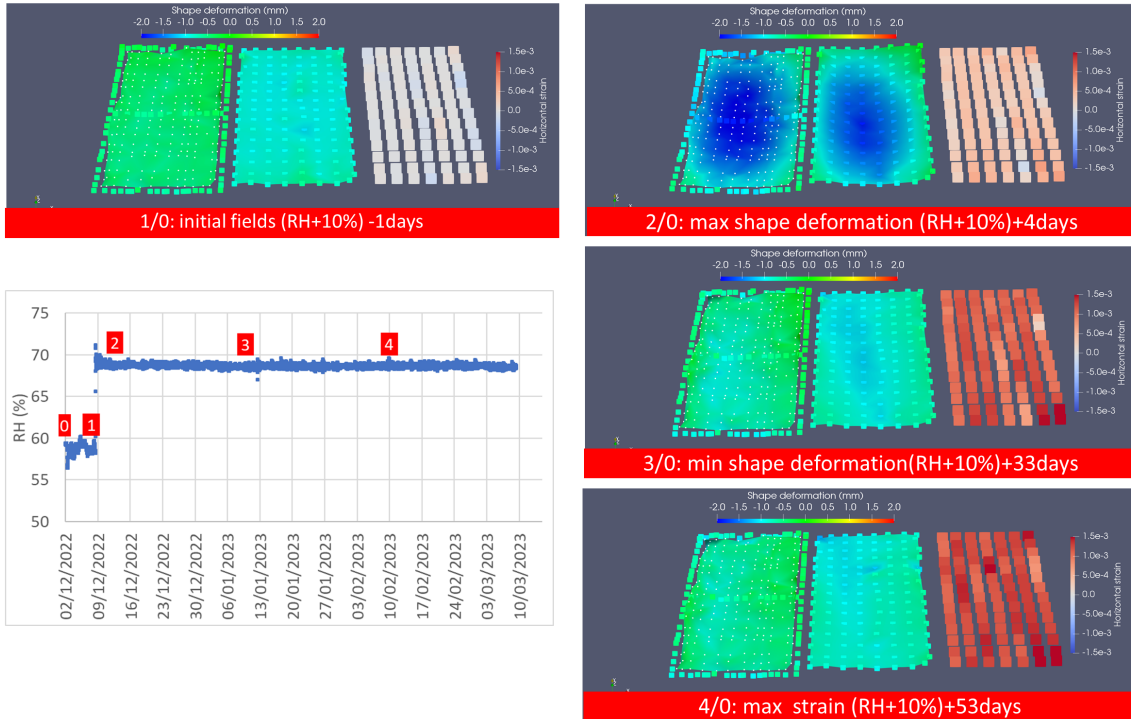 Shape deformation (mm)
-2.0 -1.5 -1.0 -0.5 0.0 0.5 1.0 1.5 2.0
1.5e-3
1.0e-3
5.0e-4
0.0
-5.0e-4
-1.0e-3
-1.5e-3
Horizontal strain
1/0: initial fields (RH+10%) -1days
Shape deformation (mm)
-2.0 -1.5 -1.0 -0.5 0.0 0.5 1.0 1.5 2.0
1.5e-3
1.0e-3
5.0e-4
0.0
-5.0e-4
-1.0e-3
-1.5e-3
Horizontal strain
2/0: max shape deformation (RH+10%)+4days
75
70
65
60
55
50
RH (%)
0
1
2
3
4
02/12/2022
09/12/2022
16/12/2022
23/12/2022
30/12/2022
06/01/2023
13/01/2023
20/01/2023
27/01/2023
03/02/2023
10/02/2023
17/02/2023
24/02/2023
03/03/2023
10/03/2023
Shape deformation (mm)
-2.0 -1.5 -1.0 -0.5 0.0 0.5 1.0 1.5 2.0
1.5e-3
1.0e-3
5.0e-4
0.0
-5.0e-4
-1.0e-3
-1.5e-3
Horizontal strain
3/0: min shape deformation(RH+10%)+33days
Shape deformation (mm)
-2.0 -1.5 -1.0 -0.5 0.0 0.5 1.0 1.5 2.0
1.5e-3
1.0e-3
5.0e-4
0.0
-5.0e-4
-1.0e-3
-1.5e-3
Horizontal strain
4/0: max strain (RH+10%)+53days